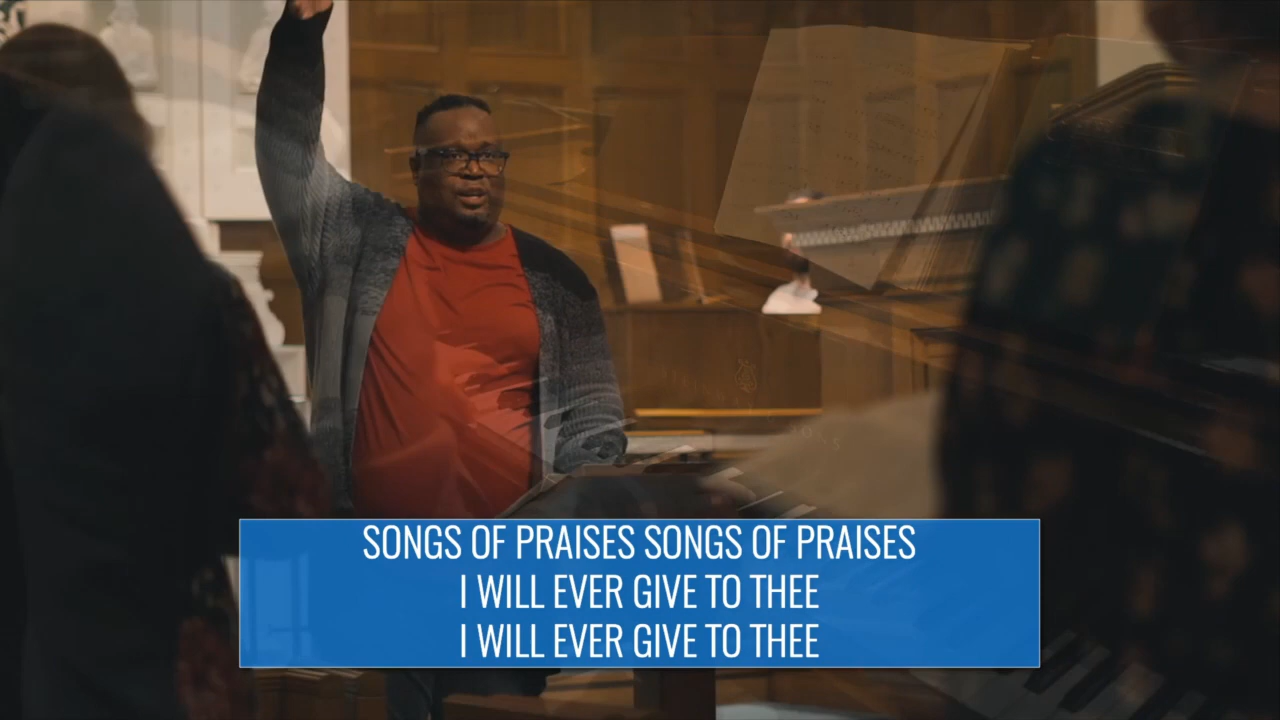 SONGS OF PRAISES SONGS OF PRAISES
I WILL EVER GIVE TO THEE
I WILL EVER GIVE TO THEE